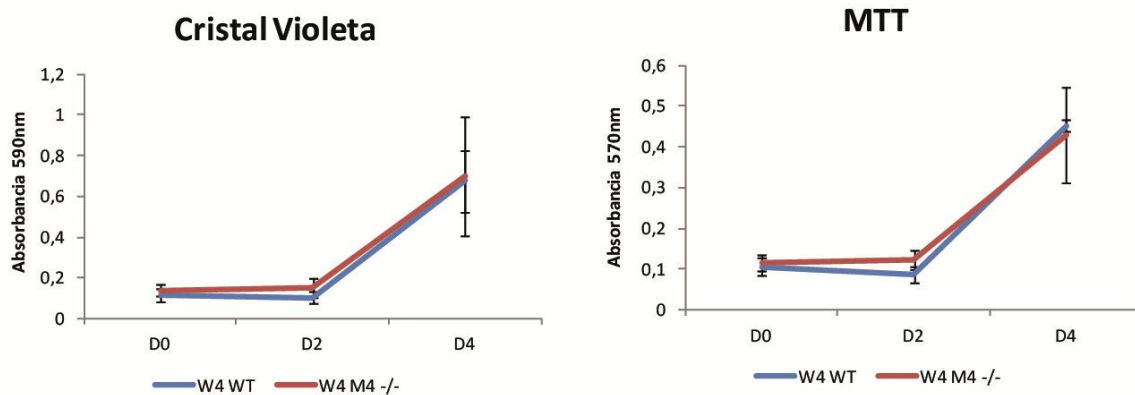 Cristal Violeta
Absorbancia 590nm
1,2
1
0,8
0,6
0,4
0,2
0
D0 D2 D4
W4 WT W4 M4 -/-
MTT
Absorbancia 570nm
0,6
0,5
0,4
0,3
0,2
0,1
0
D0 D2 D4
W4 WT W4 M4 -/-